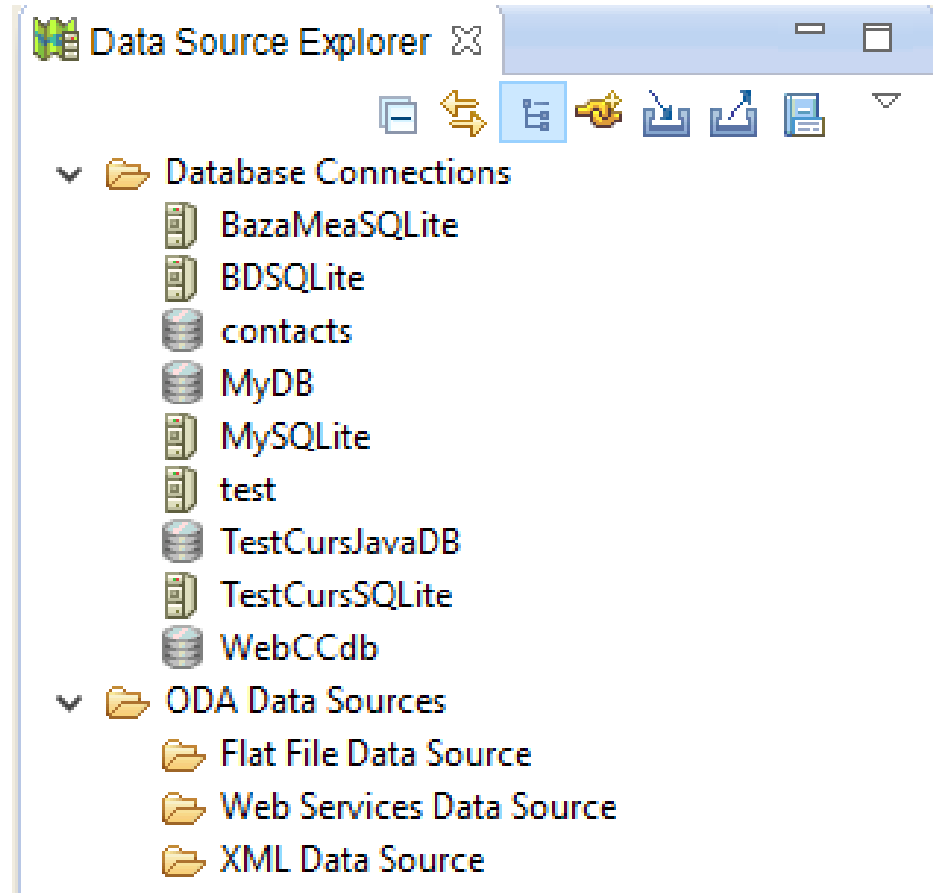 Data Source Explorer
Database Connections
BazaMeaSQLite
BDSQLite
contacts
MyDB
MySQLite
test
TestCursJavaDB
TestCursSQLite
WebCCdb
ODA Data Sources
Flat File Data Source
Web Services Data Source
XML Data Source